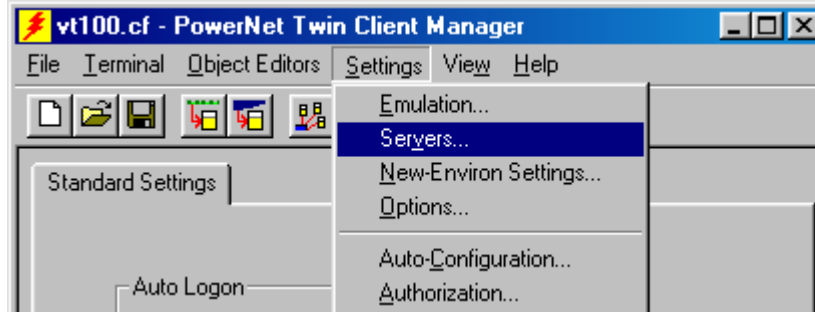 vt100.cf - PowerNet Twin Client Manager
File Terminal Object Editors Settings View Help
Emulation...
Servers...
New-Environ Settings...
Options...
Auto-Configuration...
Authorization...
Standard Settings
Auto Logon